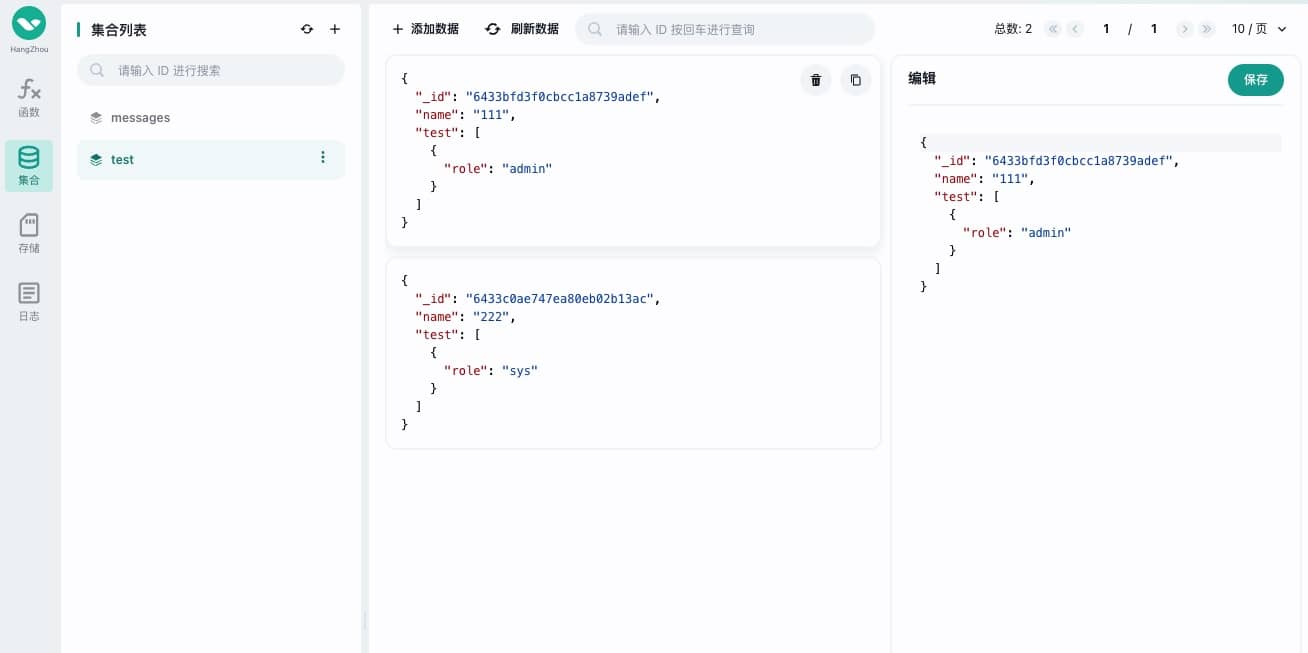 HangZhou
函数
集合
存储
日志
集合列表
请输入 ID 进行搜索
messages
test
添加数据
刷新数据
请输入 ID 按回车进行查询
总数: 2
1 / 1
10 / 页
{
"_id": "6433bfd3f0cbcc1a8739adef",
"name": "111",
"test": [
{
"role": "admin"
}
]
}
{
"_id": "6433c0ae747ea80eb02b13ac",
"name": "222",
"test": [
{
"role": "sys"
}
]
}
编辑
保存
{
"_id": "6433bfd3f0cbcc1a8739adef",
"name": "111",
"test": [
{
"role": "admin"
}
]
}